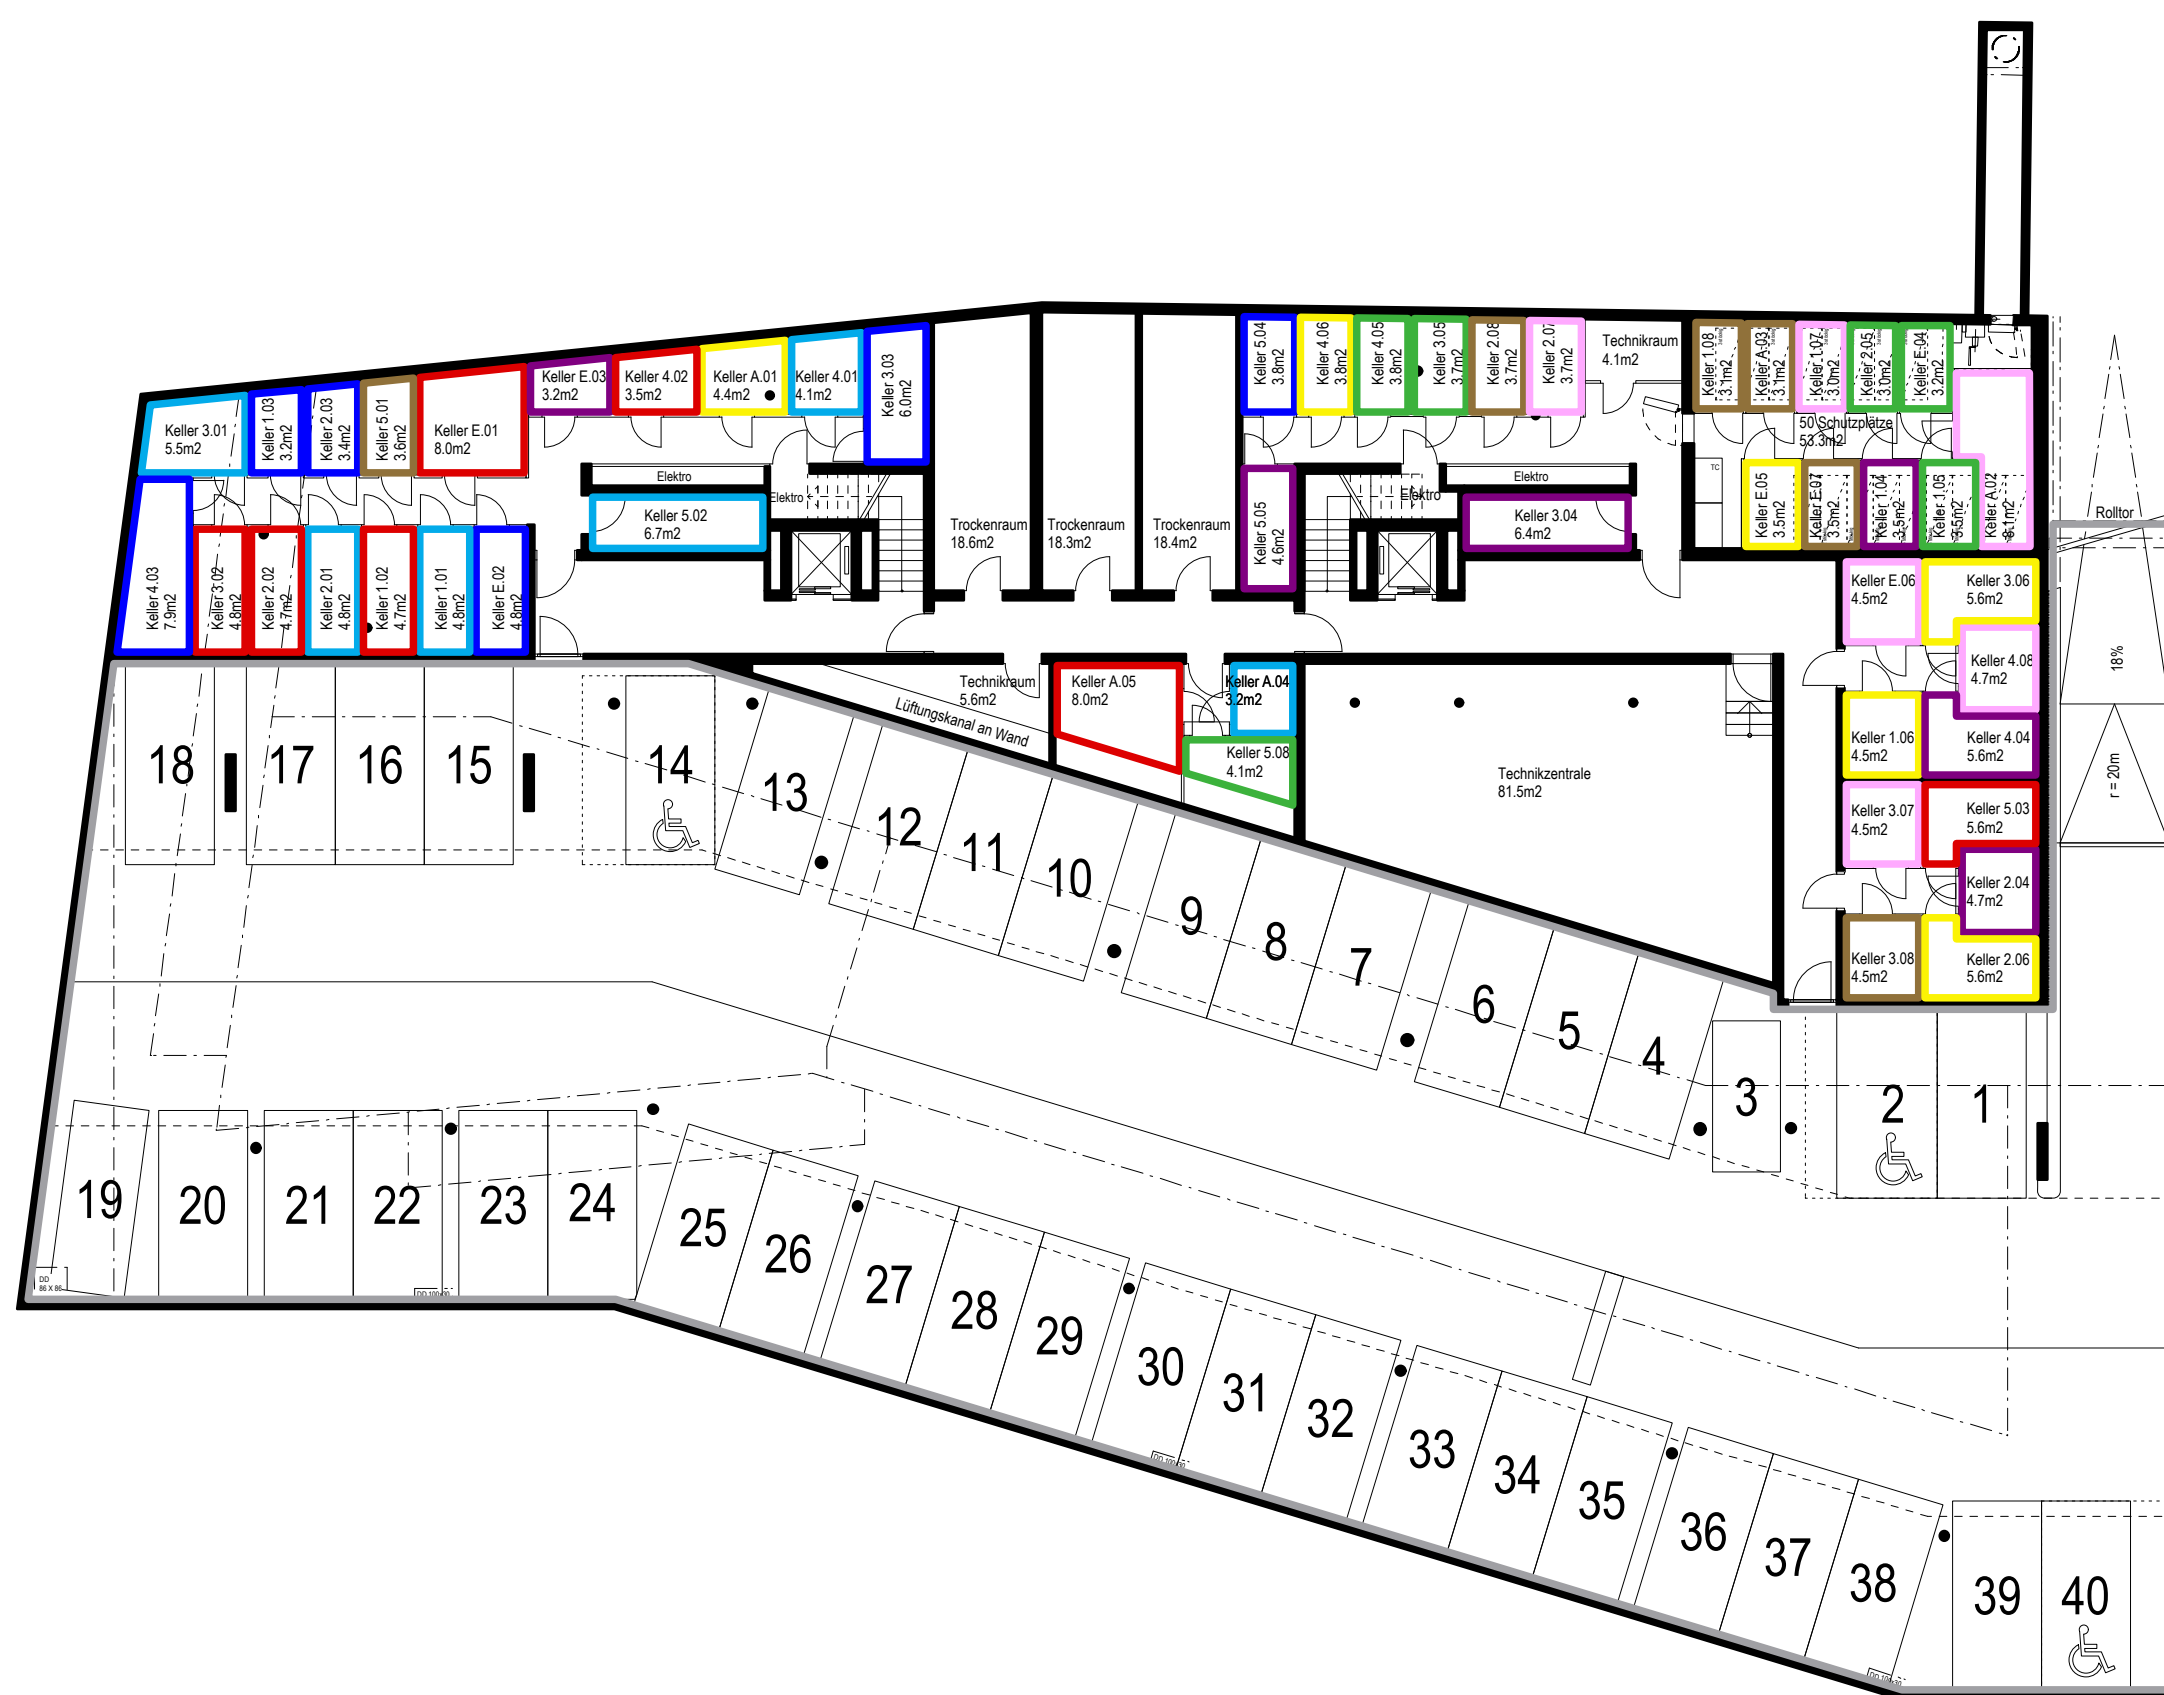 Keller 5.04
3.8m2
Keller 4.06
3.8m2
Keller 4.05
3.8m2
Keller 3.05
3.7m2
Keller 2.08
3.7m2
Keller 2.07
3.7m2
Technikraum
4.1m2
Keller 1.08
3.1m2
Keller A.03
3.1m2
Keller 1.07
3.0m2
Keller 2.05
3.0m2
Keller E.04
3.2m2
Keller 3.01
5.5m2
Keller 1.03
3.2m2
Keller 2.03
3.4m2
Keller 5.01
3.6m2
Keller E.01
8.0m2
Keller E.03
3.2m2
Keller 4.02
3.5m2
Keller A.01
4.4m2
Keller 4.01
4.1m2
Keller 3.03
6.0m2
50 Schutzplätze
53.3m2
Elektro
Elektro
Elektro
Elektro
TC
Keller 5.02
6.7m2
Trockenraum
18.6m2
Trockenraum
18.3m2
Trockenraum
18.4m2
Keller 5.05
4.6m2
Keller 3.04
6.4m2
Keller E.05
3.5m2
Keller E.07
3.5m2
Keller 1.04
3.5m2
Keller 1.05
3.5m2
Keller A.02
8.1m2
Rolltor
Keller 4.03
7.9m2
Keller 3.02
4.8m2
Keller 2.02
4.7m2
Keller 2.01
4.8m2
Keller 1.02
4.7m2
Keller 1.01
4.8m2
Keller E.02
4.8m2
Keller E.06
4.5m2
Keller 3.06
5.6m2
Keller 4.08
4.7m2
18%
Technikraum
5.6m2
Lüftungskanal an Wand
Keller A.05
8.0m2
Keller A.04
3.2m2
Keller 5.08
4.1m2
Technikzentrale
81.5m2
Keller 1.06
4.5m2
Keller 4.04
5.6m2
r = 20m
Keller 3.07
4.5m2
Keller 5.03
5.6m2
Keller 2.04
4.7m2
Keller 3.08
4.5m2
Keller 2.06
5.6m2
18
17
16
15
14
13
12
11
10
9
8
7
6
5
4
3
2
1
19
20
21
22
23
24
25
26
27
28
29
30
31
32
33
34
35
36
37
38
39
40
DD
86 X 86
DD 100x30
DD 100x30
DD 100x30